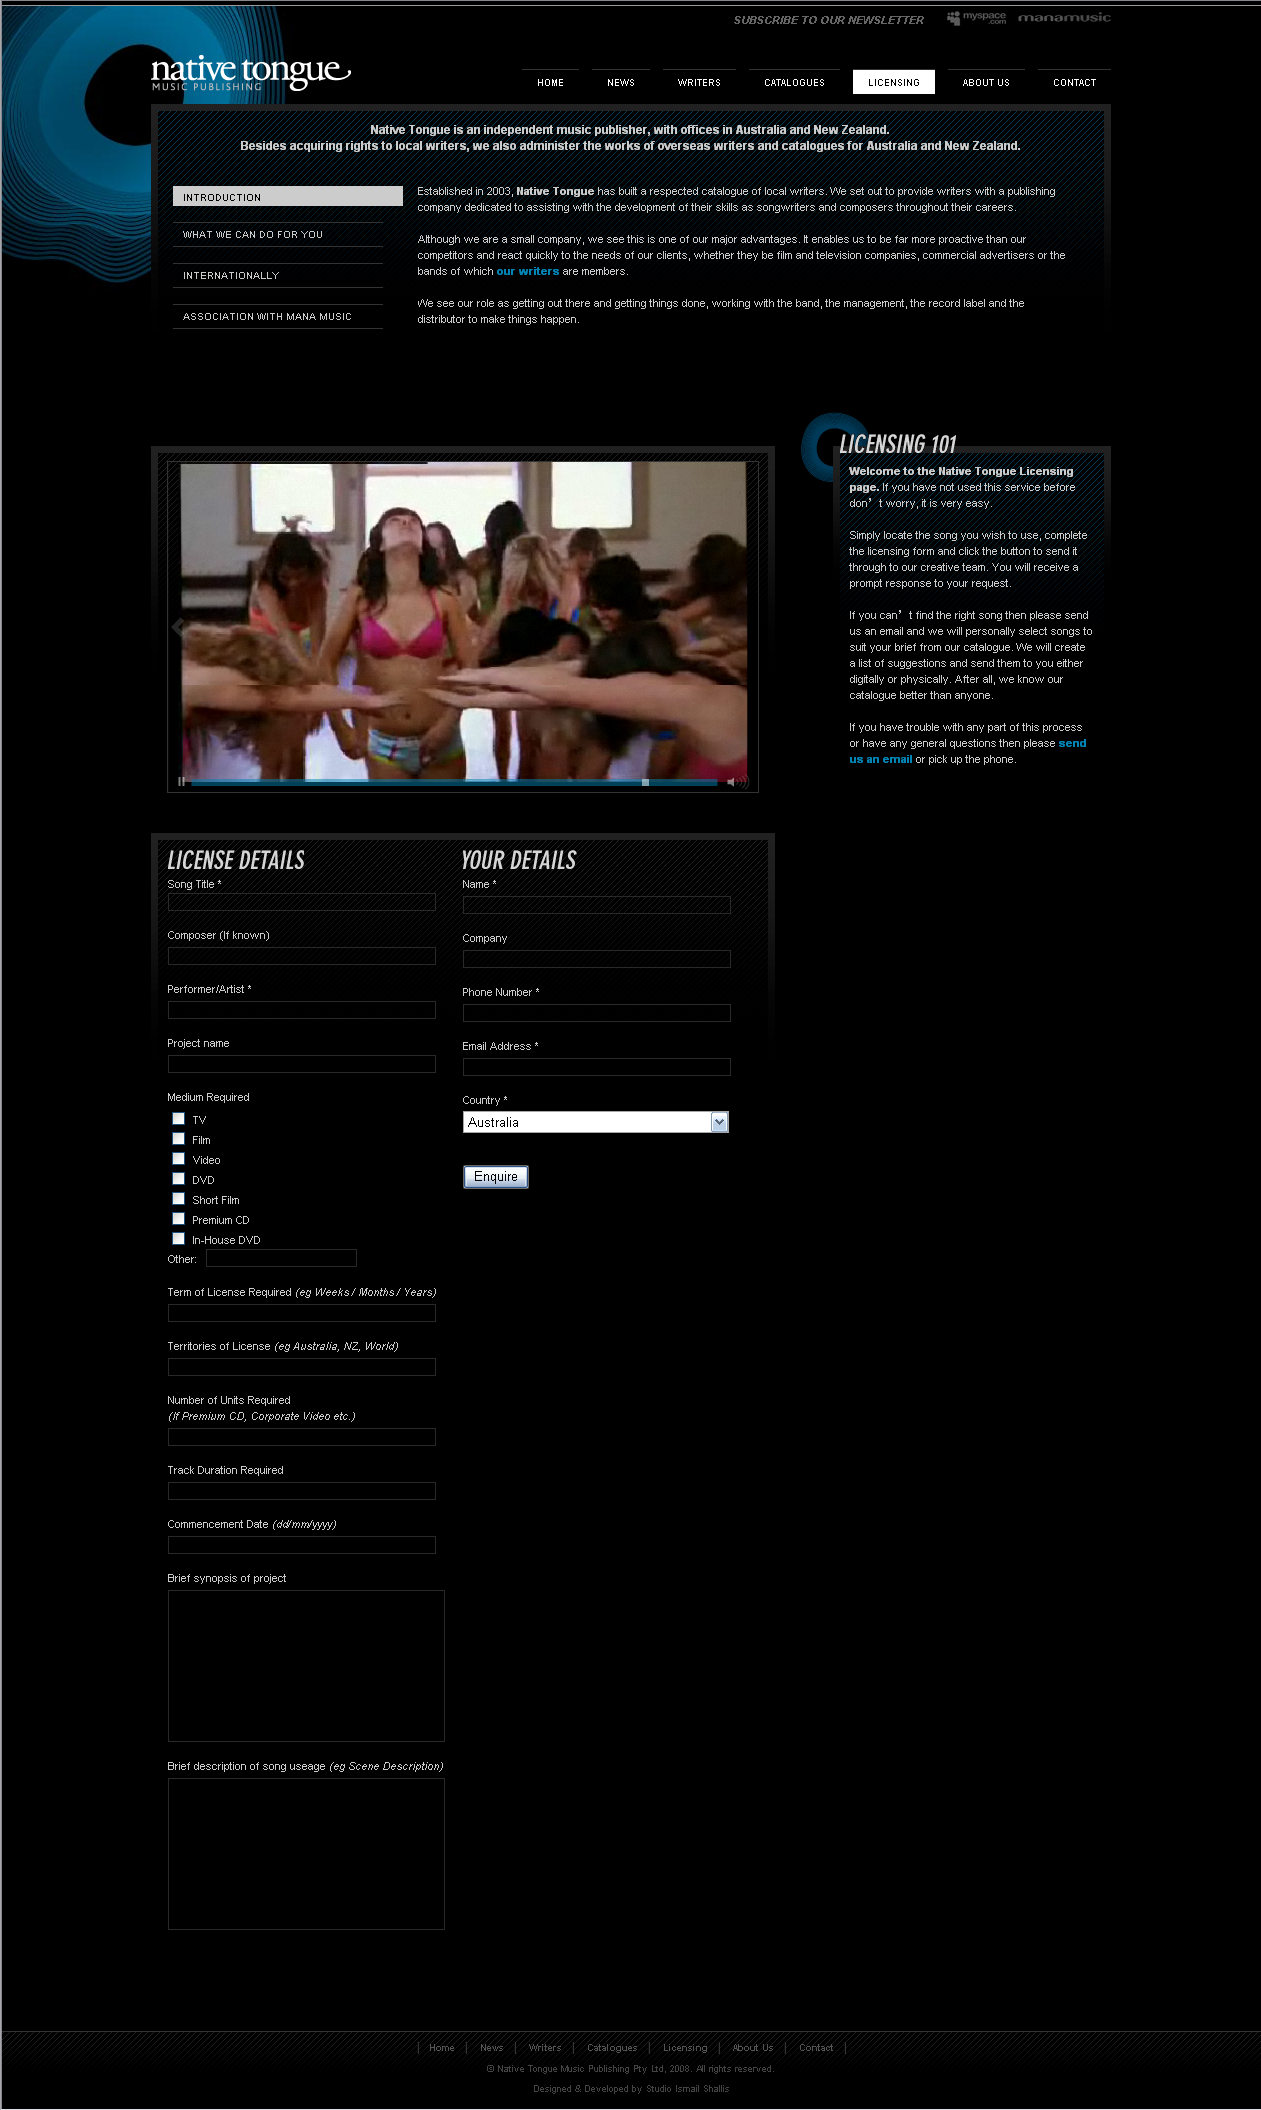 SUBSCRIBE TO OUR NEWSLETTER
myspace.com
manamusic
native tongue
MUSIC PUBLISHING
HOME
NEWS
WRITERS
CATALOGUES
LICENSING
ABOUT US
CONTACT
Native Tongue is an independent music publisher, with offices in Australia and New Zealand.
Besides acquiring rights to local writers, we also administer the works of overseas writers and catalogues for Australia and New Zealand.
INTRODUCTION
WHAT WE CAN DO FOR YOU
INTERNATIONALLY
ASSOCIATION WITH MANA MUSIC
Established in 2003, Native Tongue has built a respected catalogue of local writers. We set out to provide writers with a publishing
company dedicated to assisting with the development of their skills as songwriters and composers throughout their careers.
Although we are a small company, we see this is one of our major advantages. It enables us to be far more proactive than our
competitors and react quickly to the needs of our clients, whether they be film and television companies, commercial advertisers or the
bands of which our writers are members.
We see our role as getting out there and getting things done, working with the band, the management, the record label and the
distributor to make things happen.
LICENSING 101
Welcome to the Native Tongue Licensing
page. If you have not used this service before
don’t worry, it is very easy.
Simply locate the song you wish to use, complete
the licensing form and click the button to send it
through to our creative team. You will receive a
prompt response to your request.
If you can’t find the right song then please send
us an email and we will personally select songs to
suit your brief from our catalogue. We will create
a list of suggestions and send them to you either
digitally or physically. After all, we know our
catalogue better than anyone.
If you have trouble with any part of this process
or have any general questions then please send
us an email or pick up the phone.
LICENSE DETAILS
Song Title *
Composer (If known)
Performer/Artist *
Project name
Medium Required
TV
Film
Video
DVD
Short Film
Premium CD
In-House DVD
Other:
Term of License Required (eg Weeks / Months / Years)
Territories of License (eg Australia, NZ, World)
Number of Units Required
(If Premium CD, Corporate Video etc.)
Track Duration Required
Commencement Date (dd/mm/yyyy)
Brief synopsis of project
Brief description of song useage (eg Scene Description)
YOUR DETAILS
Name *
Company
Phone Number *
Email Address *
Country *
Australia
Enquire
| Home | News | Writers | Catalogues | Licensing | About Us | Contact |
© Native Tongue Music Publishing Pty Ltd, 2008. All rights reserved.
Designed & Developed by Studio Ismail Shallis